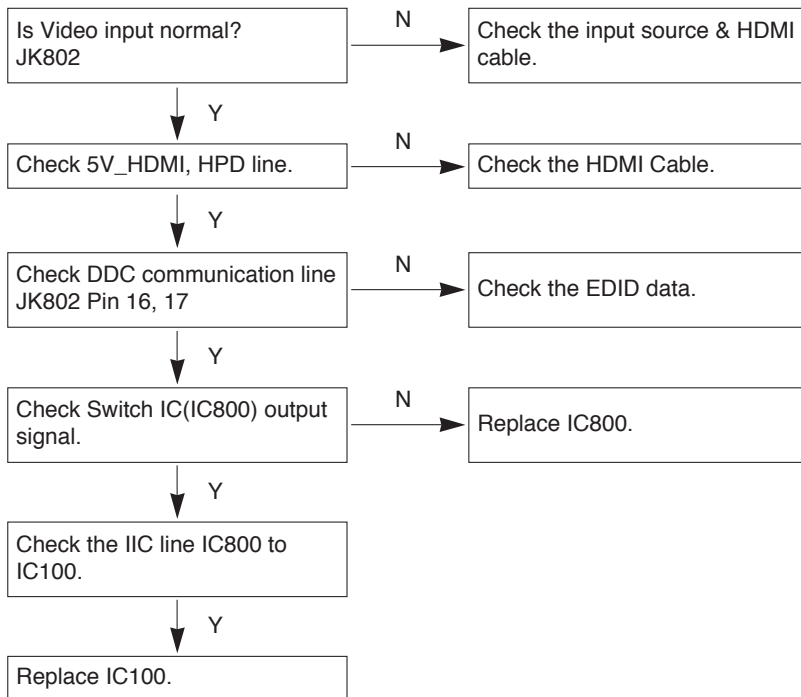 Is Video input normal?
JK802
N
Check the input source & HDMI
cable.
Y
Check 5V_HDMI, HPD line.
N
Check the HDMI Cable.
Y
Check DDC communication line
JK802 Pin 16, 17
N
Check the EDID data.
Y
Check Switch IC(IC800) output
signal.
N
Replace IC800.
Y
Check the IIC line IC800 to
IC100.
Y
Replace IC100.